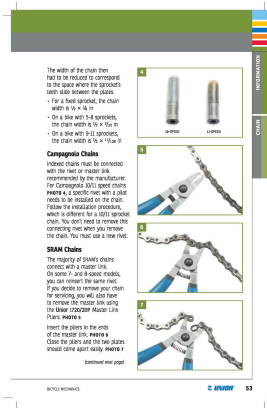 The width of the chain then
had to be reduced to correspond
to the space where the sprocket's
teeth slide between the plates.
• For a fixed sprocket, the chain
width is ½ × ⅛ in
• On a bike with 5-8 sprockets,
the chain width is ½ × ³/₃₂ in
• On a bike with 9-11 sprockets,
the chain width is ½ × ¹¹/₁₂₈ in
Campagnolo Chains
Indexed chains must be connected
with the rivet or master link
recommended by the manufacturer.
For Campagnolo 10/11 speed chains
PHOTO 4, a specific rivet with a pilot
needs to be installed on the chain.
Follow the installation procedure,
which is different for a 10/11 sprocket
chain. You don't need to remove this
connecting rivet when you remove
the chain. You must use a new rivet.
SRAM Chains
The majority of SRAM's chains
connect with a master link.
On some 7- and 8-speed models,
you can reinsert the same rivet.
If you decide to remove your chain
for servicing, you will also have
to remove the master link using
the Unior 1720/2DP Master Link
Pliers. PHOTO 5
Insert the pliers in the ends
of the master link. PHOTO 6
Close the pliers and the two plates
should come apart easily. PHOTO 7
(continued next page)
4
10-SPEED
11-SPEED
5
6
7
INFORMATION
CHAIN
BICYCLE MECHANICS
UNIOR
53